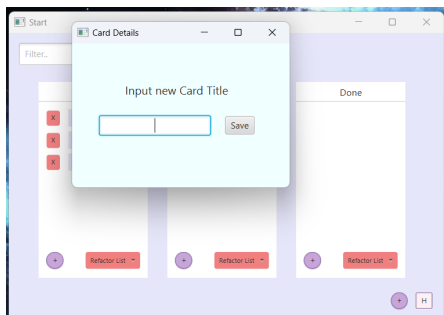 Start
Card Details
Filter..
Input new Card Title
Save
Done
X
X
X
+
Refactor List
+
Refactor List
+
Refactor List
+
H